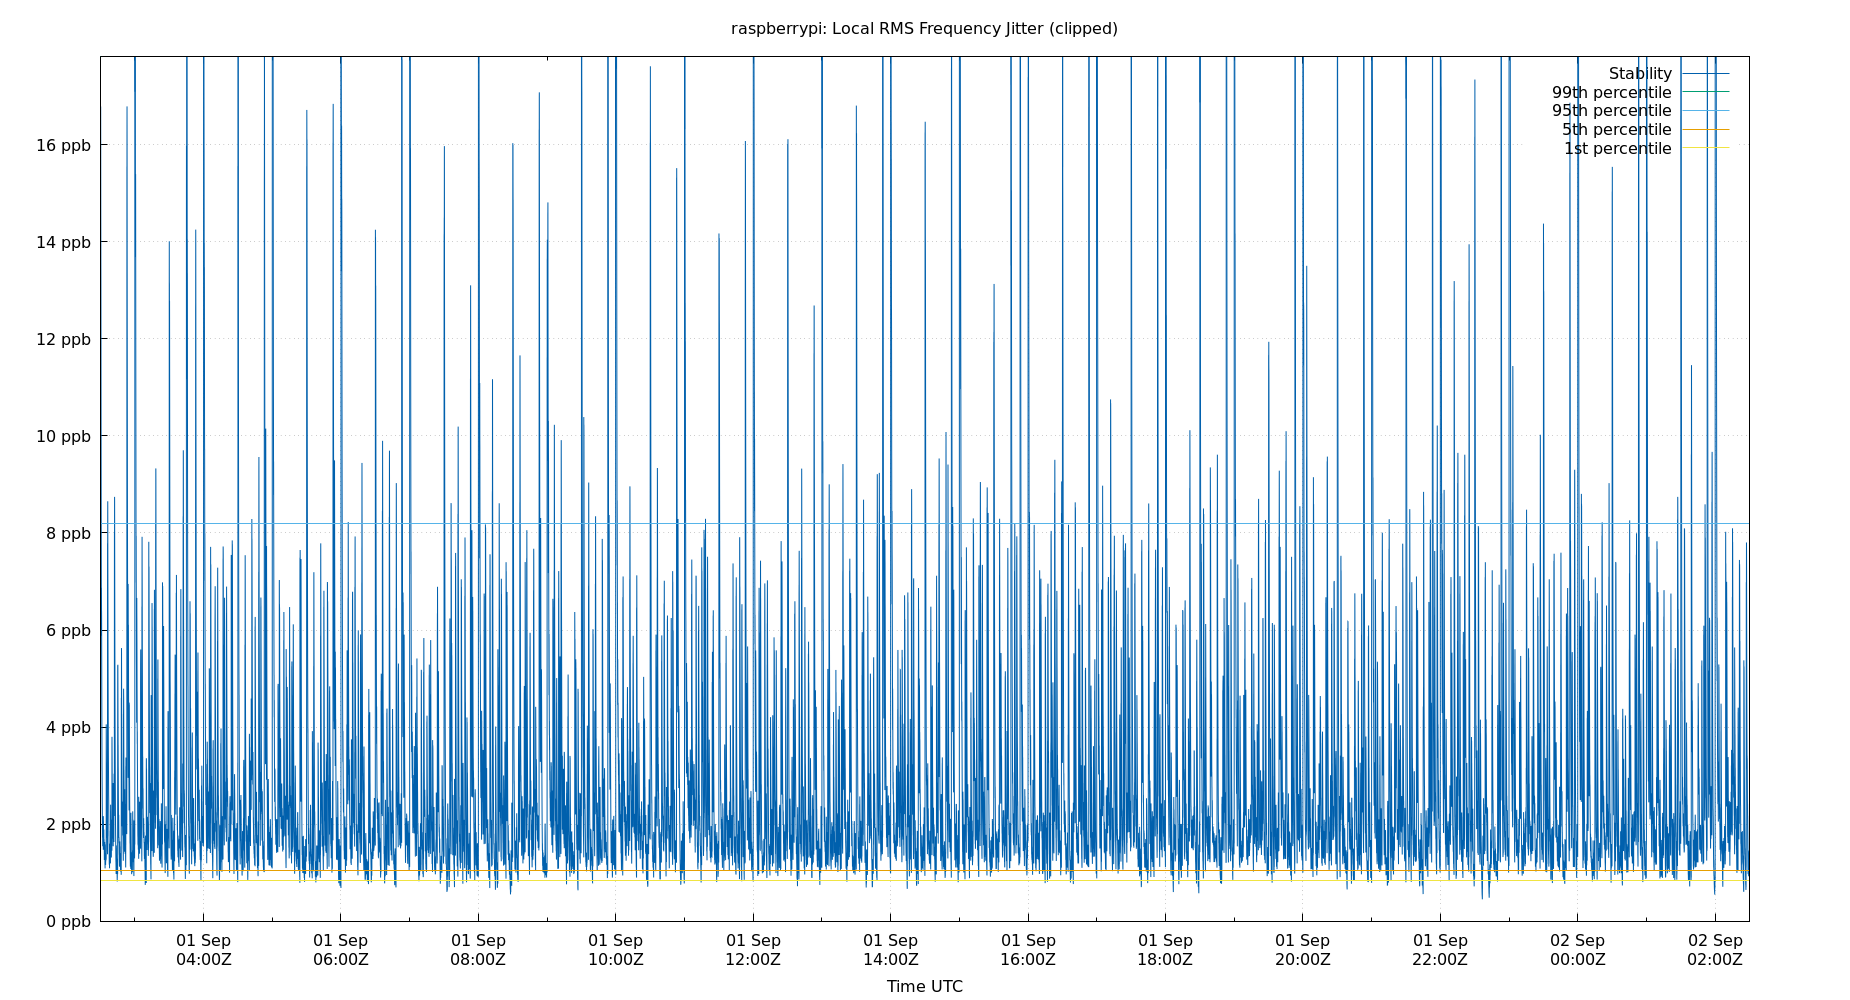 raspberrypi: Local RMS Frequency Jitter (clipped)
Stability
99th percentile
95th percentile
5th percentile
1st percentile
16 ppb
14 ppb
12 ppb
10 ppb
8 ppb
6 ppb
4 ppb
2 ppb
0 ppb
01 Sep 01 Sep 01 Sep 01 Sep 01 Sep 01 Sep 01 Sep 01 Sep 01 Sep 01 Sep 02 Sep 02 Sep
04:00Z 06:00Z 08:00Z 10:00Z 12:00Z 14:00Z 16:00Z 18:00Z 20:00Z 22:00Z 00:00Z 02:00Z
Time UTC